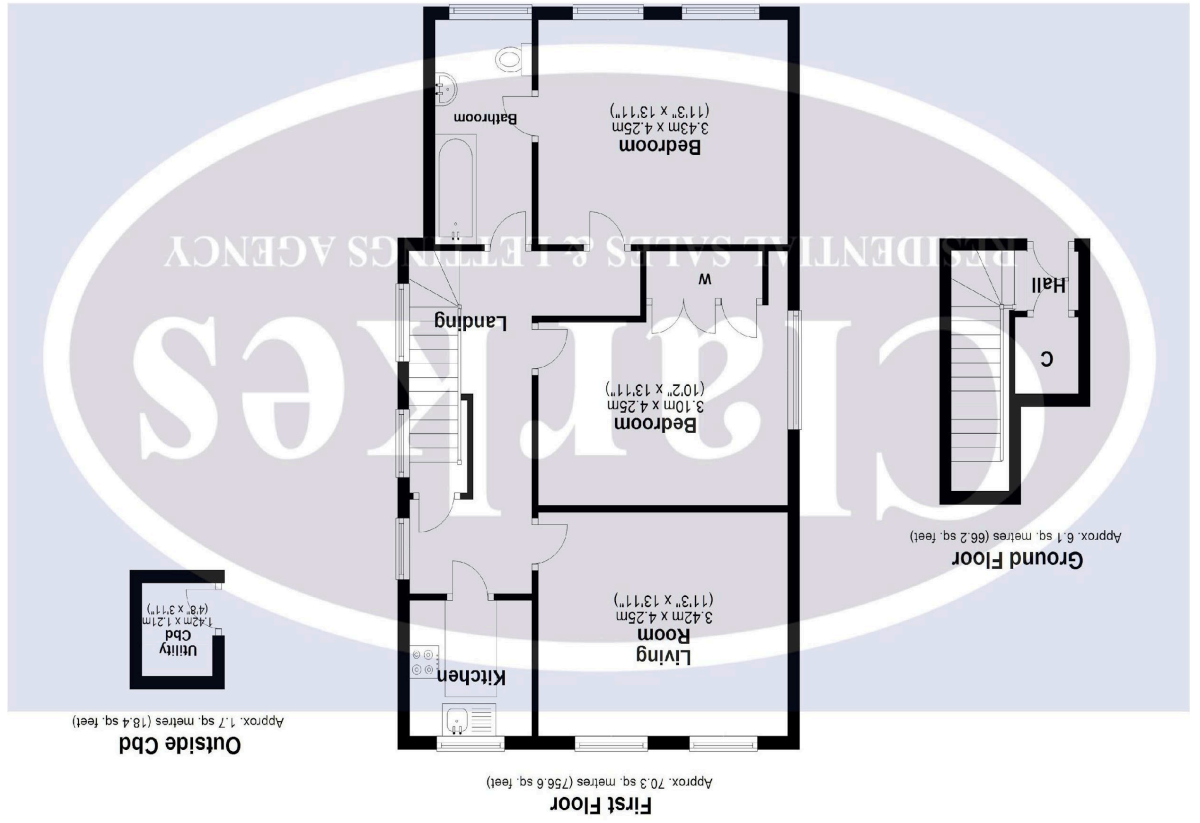 First Floor
Approx. 70.3 sq. metres (756.6 sq. feet)
Outside Cbd
Approx. 1.7 sq. metres (18.4 sq. feet)
Utility
Cbd
1.42m x 1.21m
(4'8" x 3'11")
Kitchen
Living
Room
3.42m x 4.25m
(11'3" x 13'11")
Ground Floor
Approx. 6.1 sq. metres (66.2 sq. feet)
C
Hall
Bedroom
3.10m x 4.25m
(10'2" x 13'11")
Landing
W
Bedroom
3.43m x 4.25m
(11'3" x 13'11")
Bathroom
Clarkes
RESIDENTIAL SALES & LETTINGS AGENCY